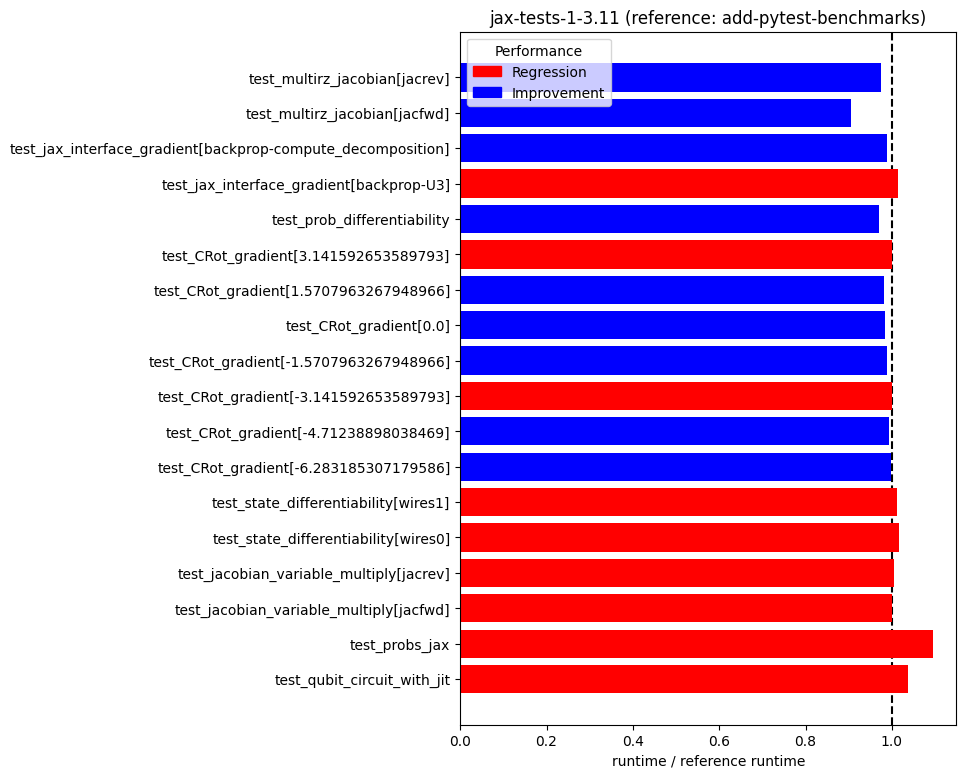 jax-tests-1-3.11 (reference: add-pytest-benchmarks)
Performance
Regression
Improvement
test_multirz_jacobian[jacrev]
test_multirz_jacobian[jacfwd]
test_jax_interface_gradient[backprop-compute_decomposition]
test_jax_interface_gradient[backprop-U3]
test_prob_differentiability
test_CRot_gradient[3.141592653589793]
test_CRot_gradient[1.5707963267948966]
test_CRot_gradient[0.0]
test_CRot_gradient[-1.5707963267948966]
test_CRot_gradient[-3.141592653589793]
test_CRot_gradient[-4.71238898038469]
test_CRot_gradient[-6.283185307179586]
test_state_differentiability[wires1]
test_state_differentiability[wires0]
test_jacobian_variable_multiply[jacrev]
test_jacobian_variable_multiply[jacfwd]
test_probs_jax
test_qubit_circuit_with_jit
0.0 0.2 0.4 0.6 0.8 1.0
runtime / reference runtime